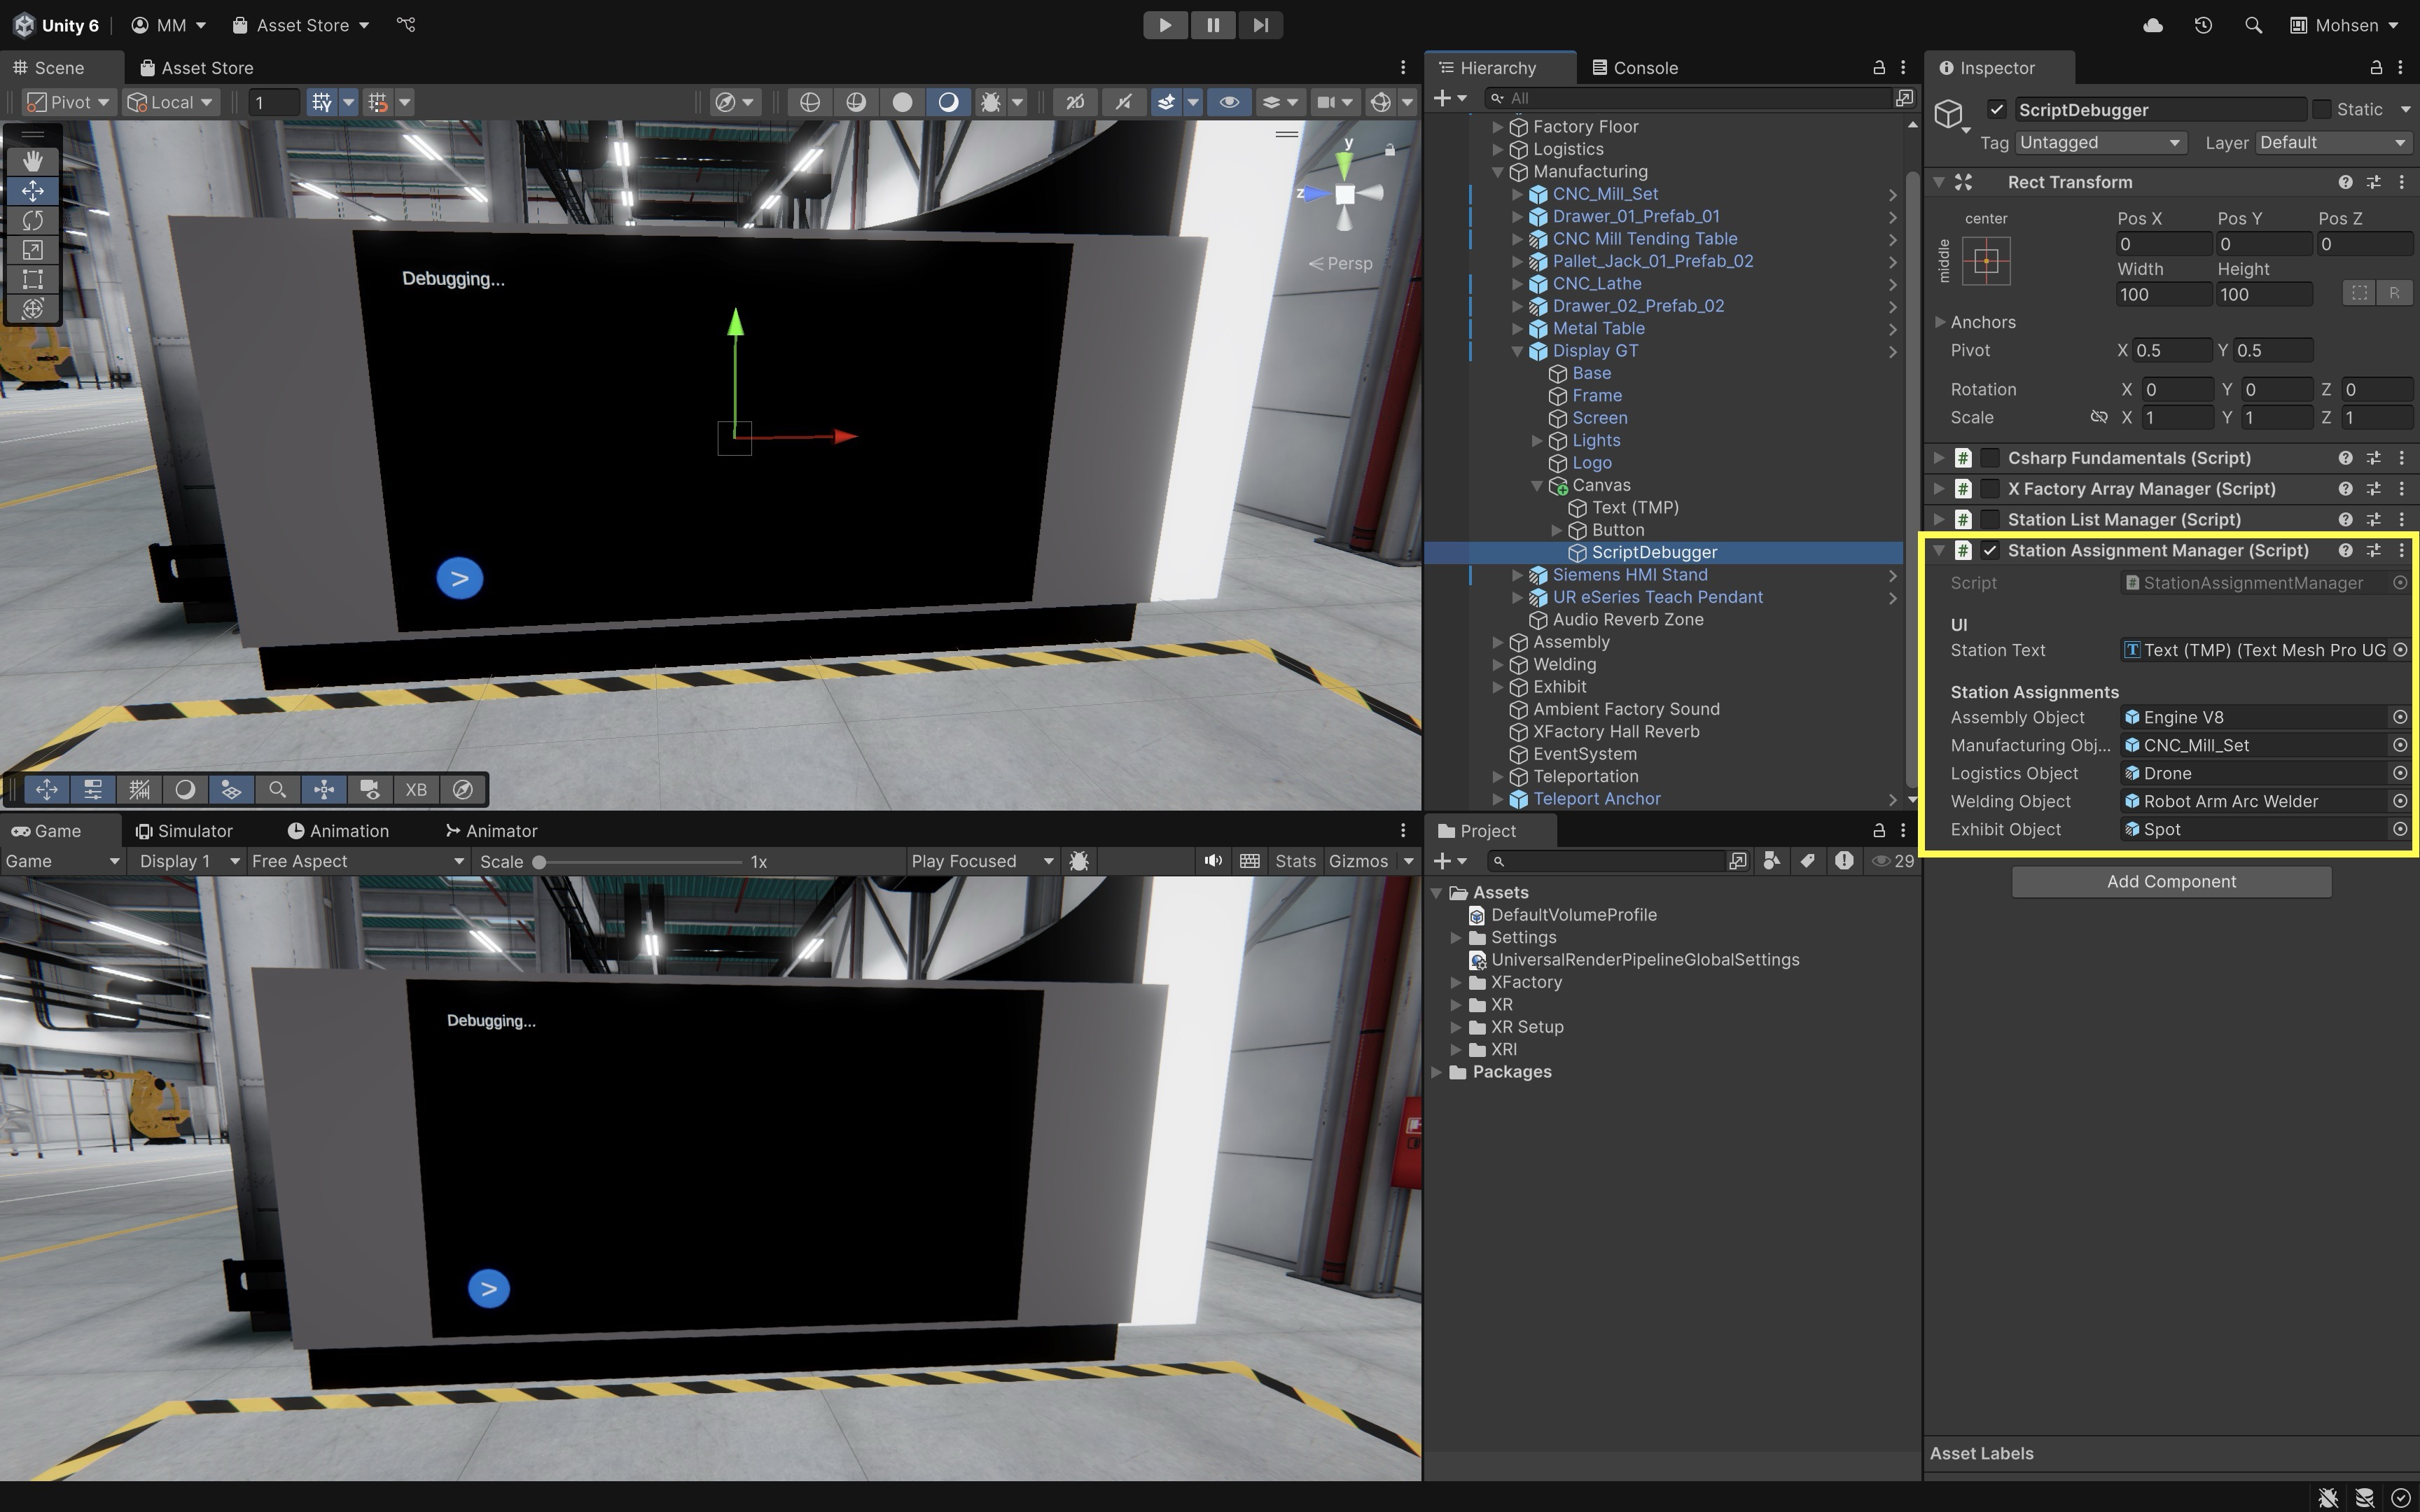 Unity 6
MM
Asset Store
Mohsen
Scene
Asset Store
Pivot
Local
1
2D
y
z
Persp
Debugging...
>
XB
Hierarchy
Console
All
Factory Floor
Logistics
Manufacturing
CNC_Mill_Set
Drawer_01_Prefab_01
CNC Mill Tending Table
Pallet_Jack_01_Prefab_02
CNC_Lathe
Drawer_02_Prefab_02
Metal Table
Display GT
Base
Frame
Screen
Lights
Logo
Canvas
Text (TMP)
Button
ScriptDebugger
Siemens HMI Stand
UR eSeries Teach Pendant
Audio Reverb Zone
Assembly
Welding
Exhibit
Ambient Factory Sound
XFactory Hall Reverb
EventSystem
Teleportation
Teleport Anchor
Inspector
ScriptDebugger
Static
Tag
Untagged
Layer
Default
Rect Transform
center
middle
Pos X
Pos Y
Pos Z
0
0
0
Width
Height
100
100
R
Anchors
Pivot
X
0.5
Y
0.5
Rotation
X
0
Y
0
Z
0
Scale
X
1
Y
1
Z
1
# Csharp Fundamentals (Script)
# X Factory Array Manager (Script)
# Station List Manager (Script)
# Station Assignment Manager (Script)
Script
# StationAssignmentManager
UI
Station Text
T Text (TMP) (Text Mesh Pro UG
Station Assignments
Assembly Object
Engine V8
Manufacturing Obj...
CNC_Mill_Set
Logistics Object
Drone
Welding Object
Robot Arm Arc Welder
Exhibit Object
Spot
Add Component
Asset Labels
Game
Simulator
Animation
Animator
Game
Display 1
Free Aspect
Scale
1x
Play Focused
Stats
Gizmos
Debugging...
>
Project
29
Assets
DefaultVolumeProfile
Settings
UniversalRenderPipelineGlobalSettings
XFactory
XR
XR Setup
XRI
Packages